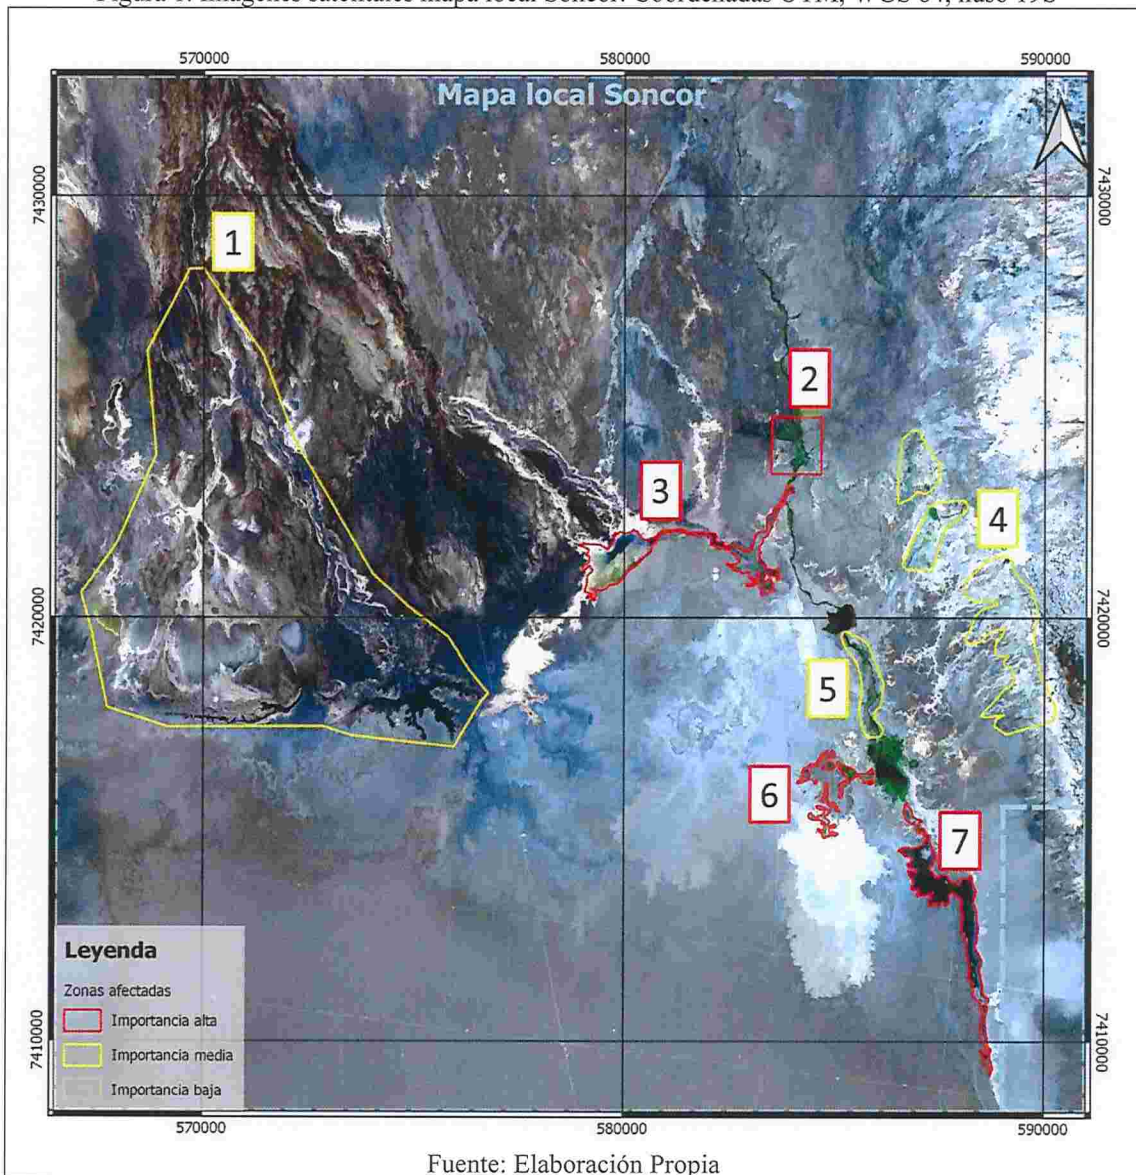 Figura 1. Imágenes satelitales mapa local Soncor. Coordenadas UTM, WGS 84, huso 19S
570000 580000 590000
Mapa local Soncor
N
7430000 7430000
1
2
3
4
7420000 7420000
5
6
7
Leyenda
Zonas afectadas
Importancia alta
Importancia media
Importancia baja
7410000 7410000
570000 580000 590000
Fuente: Elaboración Propia